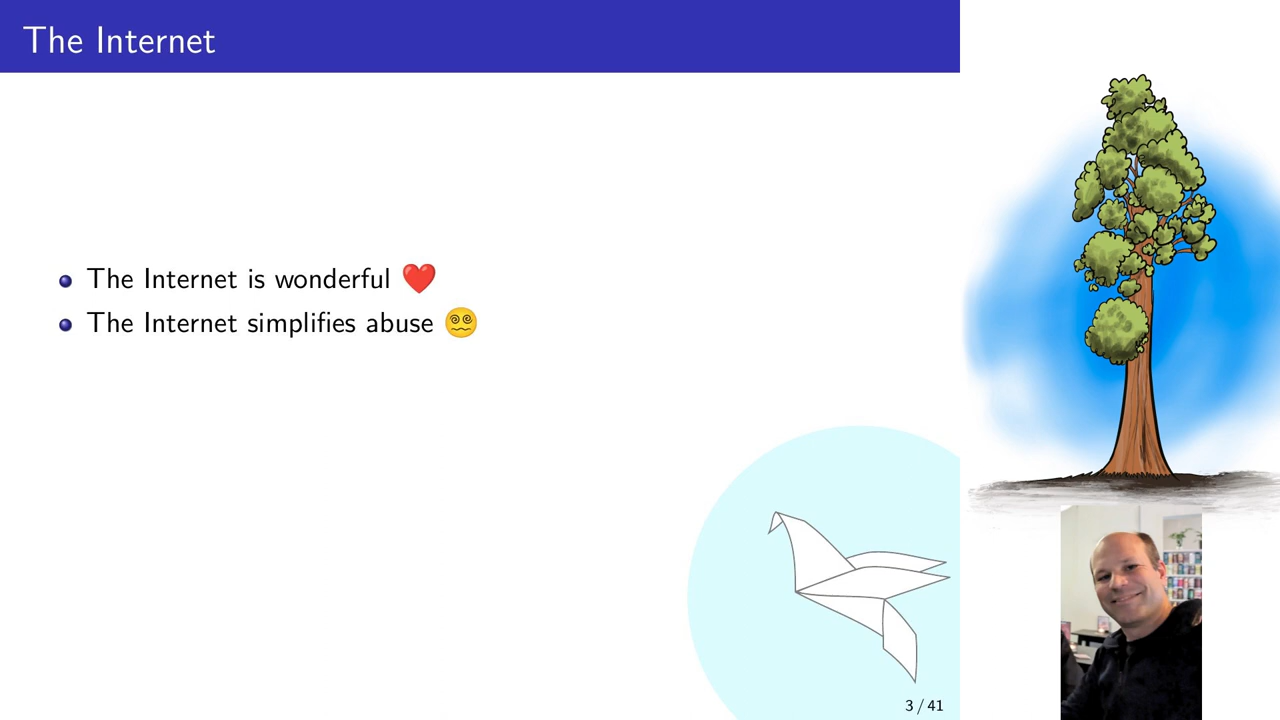 The Internet
The Internet is wonderful ❤️
The Internet simplifies abuse 😵‍💫
3 / 41